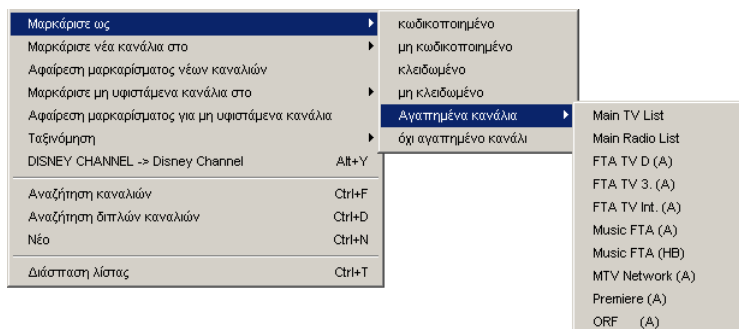 Μαρκάρισε ως
Μαρκάρισε νέα κανάλια στο
Αφαίρεση μαρκαρίσματος νέων καναλιών
Μαρκάρισε μη υφιστάμενα κανάλια στο
Αφαίρεση μαρκαρίσματος για μη υφιστάμενα κανάλια
Ταξινόμηση
DISNEY CHANNEL -> Disney Channel Alt+Y
Αναζήτηση καναλιών Ctrl+F
Αναζήτηση διπλών καναλιών Ctrl+D
Νέο Ctrl+N
Διάσπαση λίστας Ctrl+T
κωδικοποιημένο
μη κωδικοποιημένο
κλειδωμένο
μη κλειδωμένο
Αγαπημένα κανάλια
όχι αγαπημένο κανάλι
Main TV List
Main Radio List
FTA TV D (A)
FTA TV 3. (A)
FTA TV Int. (A)
Music FTA (A)
Music FTA (HB)
MTV Network (A)
Premiere (A)
ORF (A)